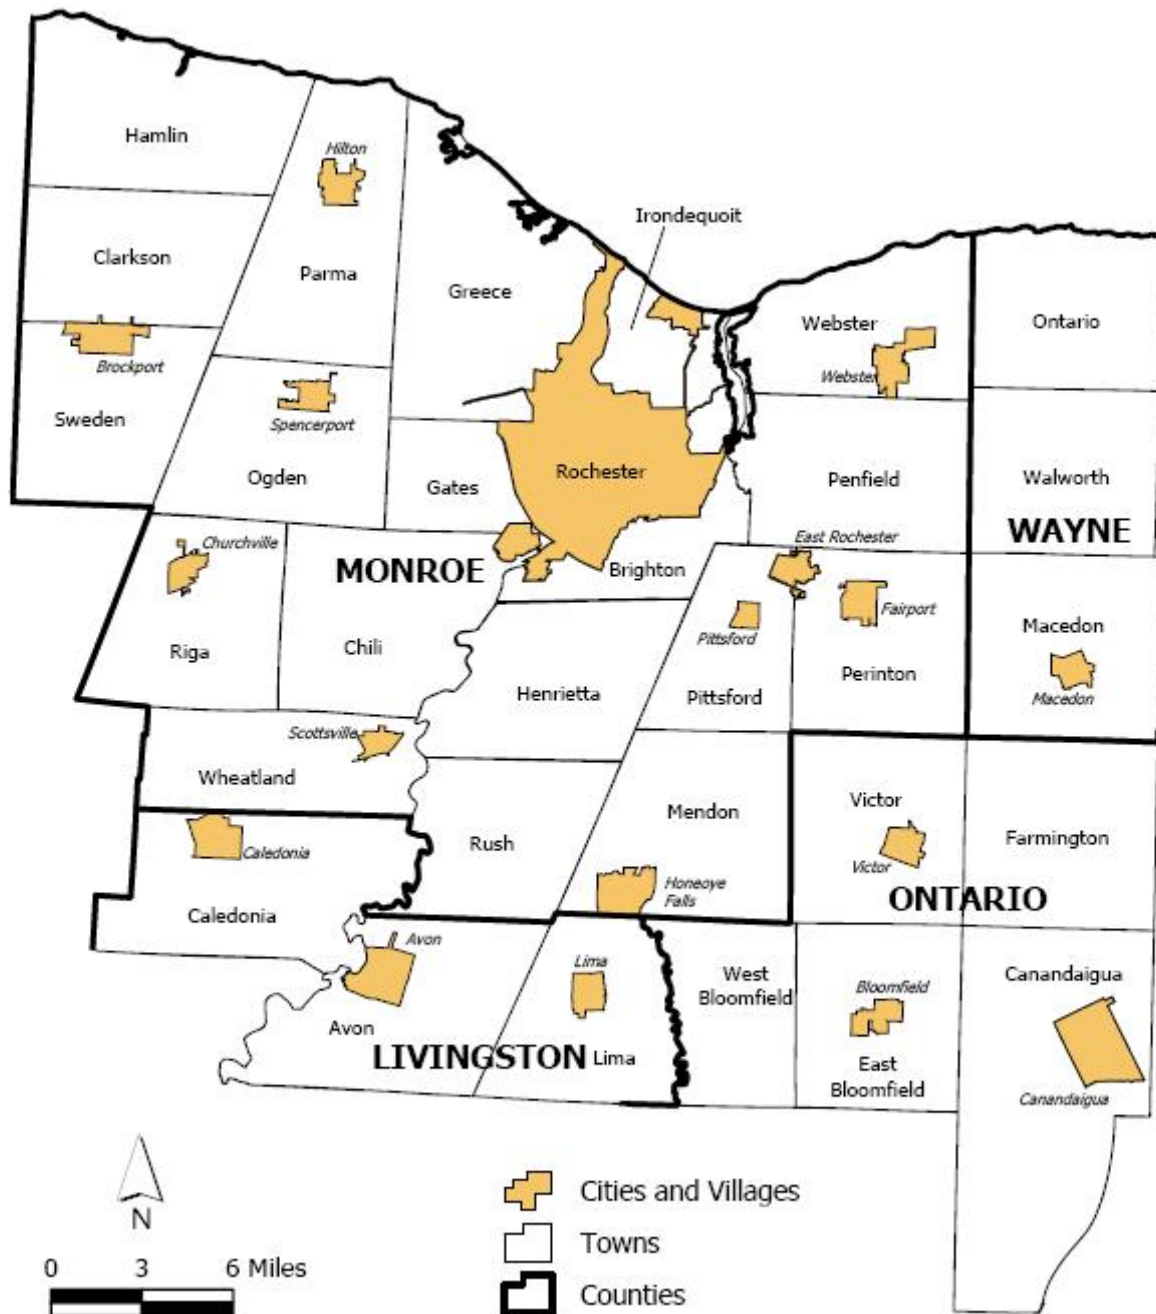 Hamlin
Hilton
Irondequoit
Clarkson
Parma
Greece
Webster
Ontario
Brockport
Webster
Sweden
Spencerport
Rochester
Ogden
Gates
Penfield
Walworth
WAYNE
East Rochester
Churchville
MONROE
Brighton
Fairport
Macedon
Pittsford
Riga
Chili
Henrietta
Pittsford
Perinton
Macedon
Scottsville
Wheatland
Victor
Mendon
Farmington
Rush
Caledonia
Victor
Honeoye
Falls
ONTARIO
Caledonia
Avon
Lima
West
Bloomfield
Canandaigua
Bloomfield
Avon
LIVINGSTON
Lima
East
Bloomfield
Canandaigua
N
Cities and Villages
Towns
Counties
0 3 6 Miles